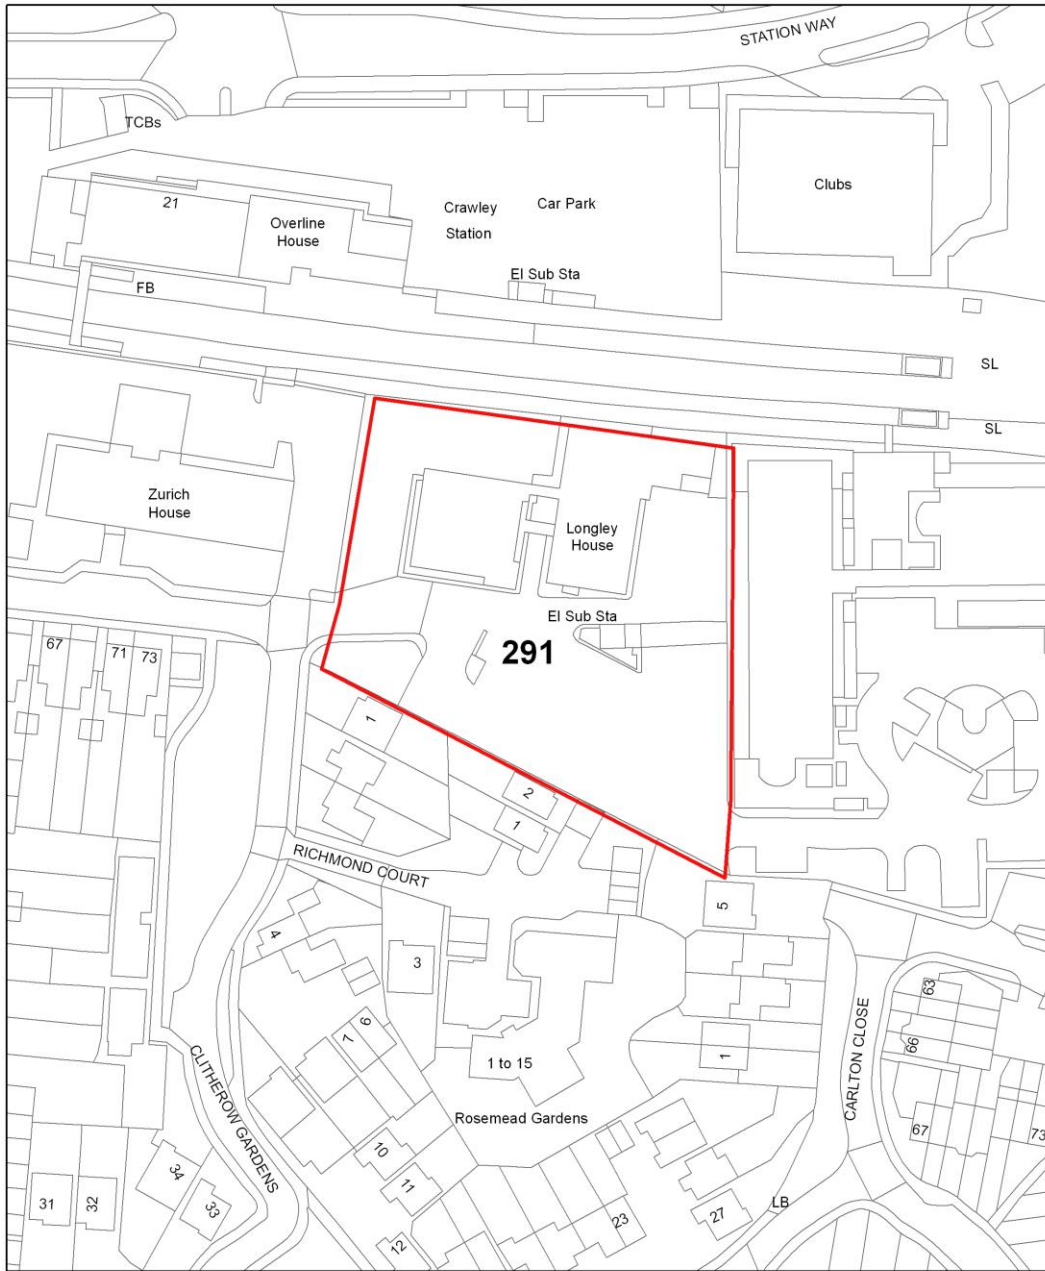 STATION WAY
TCBs
Clubs
21
Overline
House
Crawley
Station
Car Park
El Sub Sta
FB
SL
SL
Zurich
House
Longley
House
El Sub Sta
291
67
71
73
1
2
1
RICHMOND COURT
5
4
3
63
66
67
73
6
7
1 to 15
1
CARLTON CLOSE
CLITHEROW GARDENS
Rosemead Gardens
10
11
12
34
33
31
32
23
27
LB